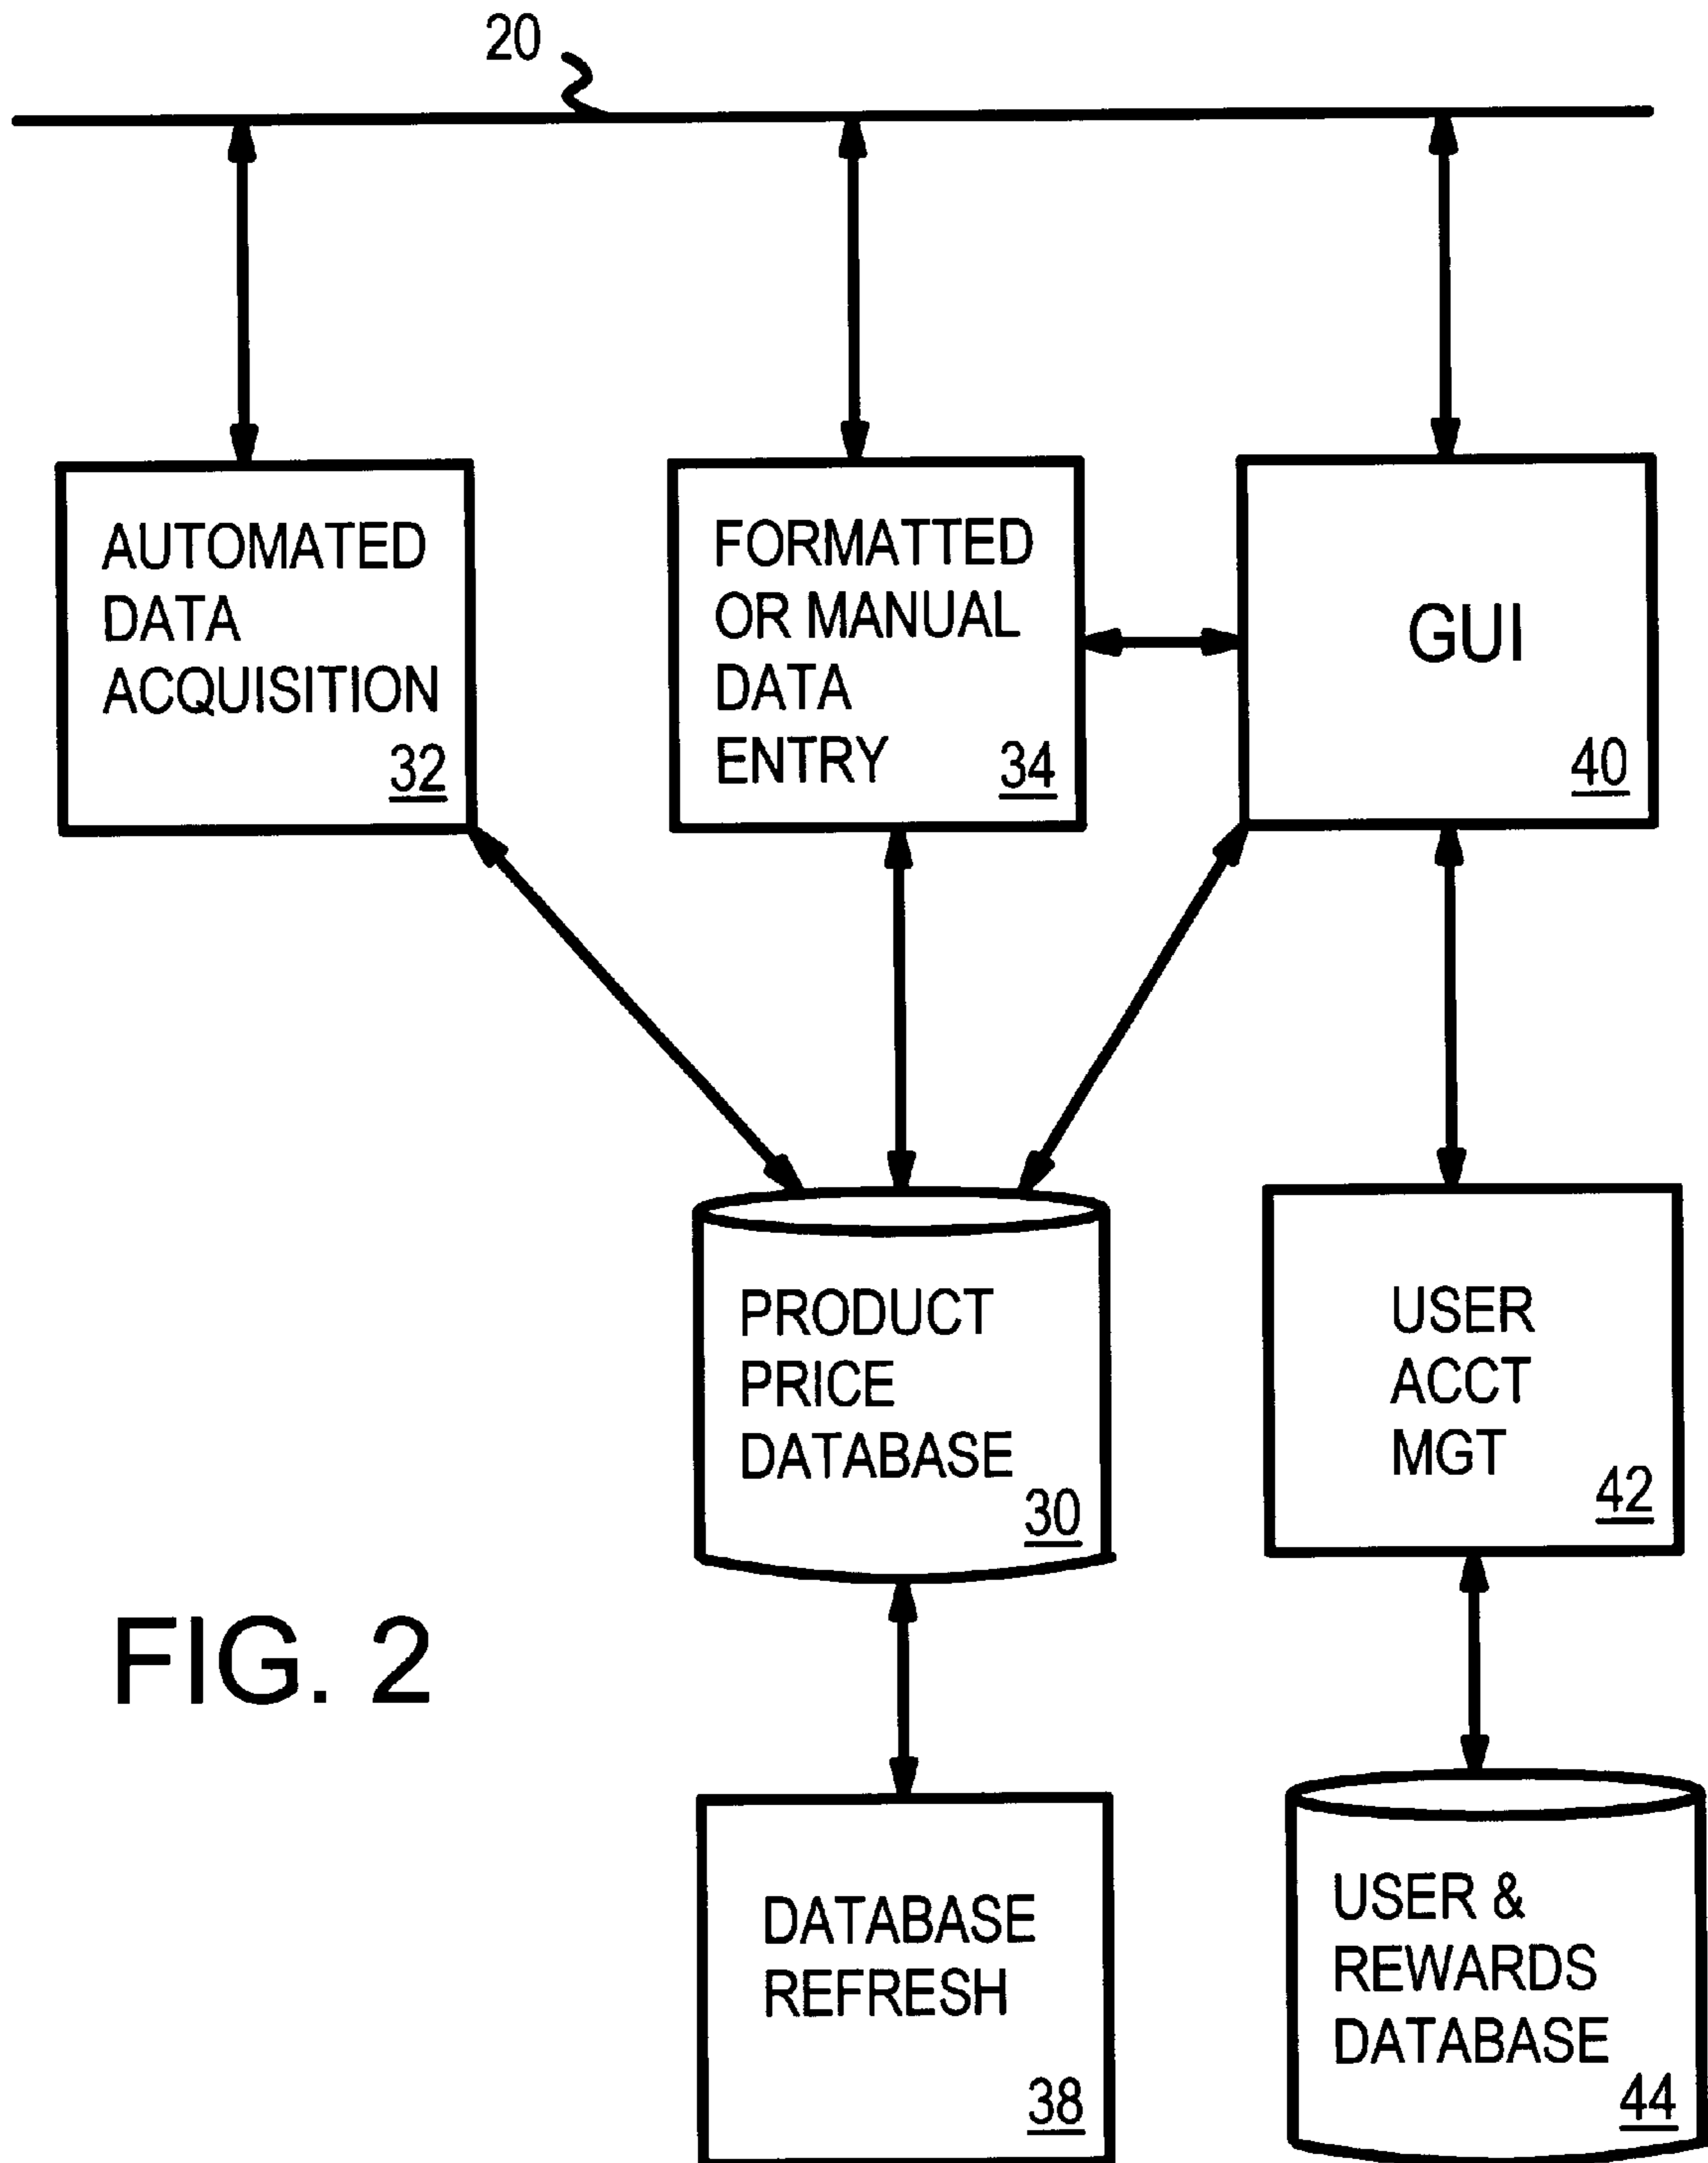 20
AUTOMATED
DATA
ACQUISITION
32
FORMATTED
OR MANUAL
DATA
ENTRY
34
GUI
40
PRODUCT
PRICE
DATABASE
30
USER
ACCT
MGT
42
FIG. 2
DATABASE
REFRESH
38
USER &
REWARDS
DATABASE
44